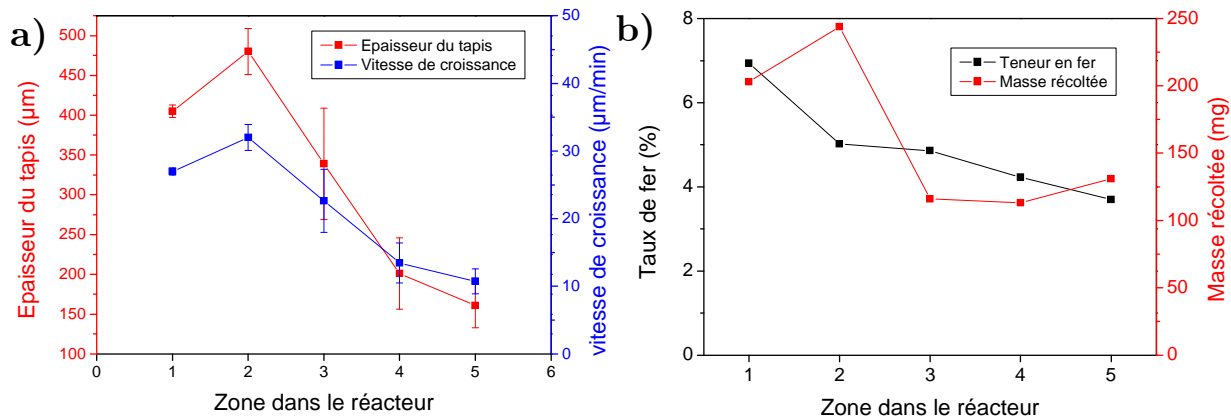 a)
500
450
400
350
300
250
200
150
100
Epaisseur du tapis (µm)
Epaisseur du tapis
Vitesse de croissance
50
40
30
20
10
0
vitesse de croissance (µm/min)
0 1 2 3 4 5 6
Zone dans le réacteur
b)
8
6
4
2
0
Taux de fer (%)
Teneur en fer
Masse récoltée
250
200
150
100
50
0
Masse récoltée (mg)
1 2 3 4 5
Zone dans le réacteur